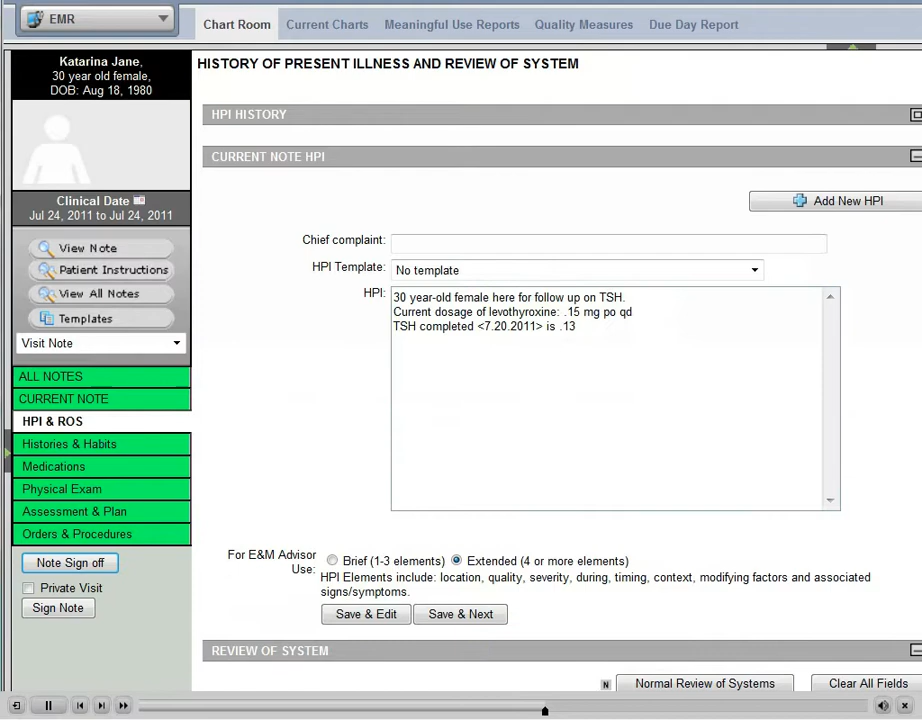 EMR
Chart Room
Current Charts
Meaningful Use Reports
Quality Measures
Due Day Report
Katarina Jane,
30 year old female,
DOB: Aug 18, 1980
Clinical Date
Jul 24, 2011 to Jul 24, 2011
View Note
Patient Instructions
View All Notes
Templates
Visit Note
ALL NOTES
CURRENT NOTE
HPI & ROS
Histories & Habits
Medications
Physical Exam
Assessment & Plan
Orders & Procedures
Note Sign off
Private Visit
Sign Note
HISTORY OF PRESENT ILLNESS AND REVIEW OF SYSTEM
HPI HISTORY
CURRENT NOTE HPI
Add New HPI
Chief complaint:
HPI Template: No template
HPI:
30 year-old female here for follow up on TSH.
Current dosage of levothyroxine: .15 mg po qd
TSH completed <7.20.2011> is .13
For E&M Advisor
Use:
Brief (1-3 elements)
Extended (4 or more elements)
HPI Elements include: location, quality, severity, during, timing, context, modifying factors and associated
signs/symptoms.
Save & Edit
Save & Next
REVIEW OF SYSTEM
N
Normal Review of Systems
Clear All Fields